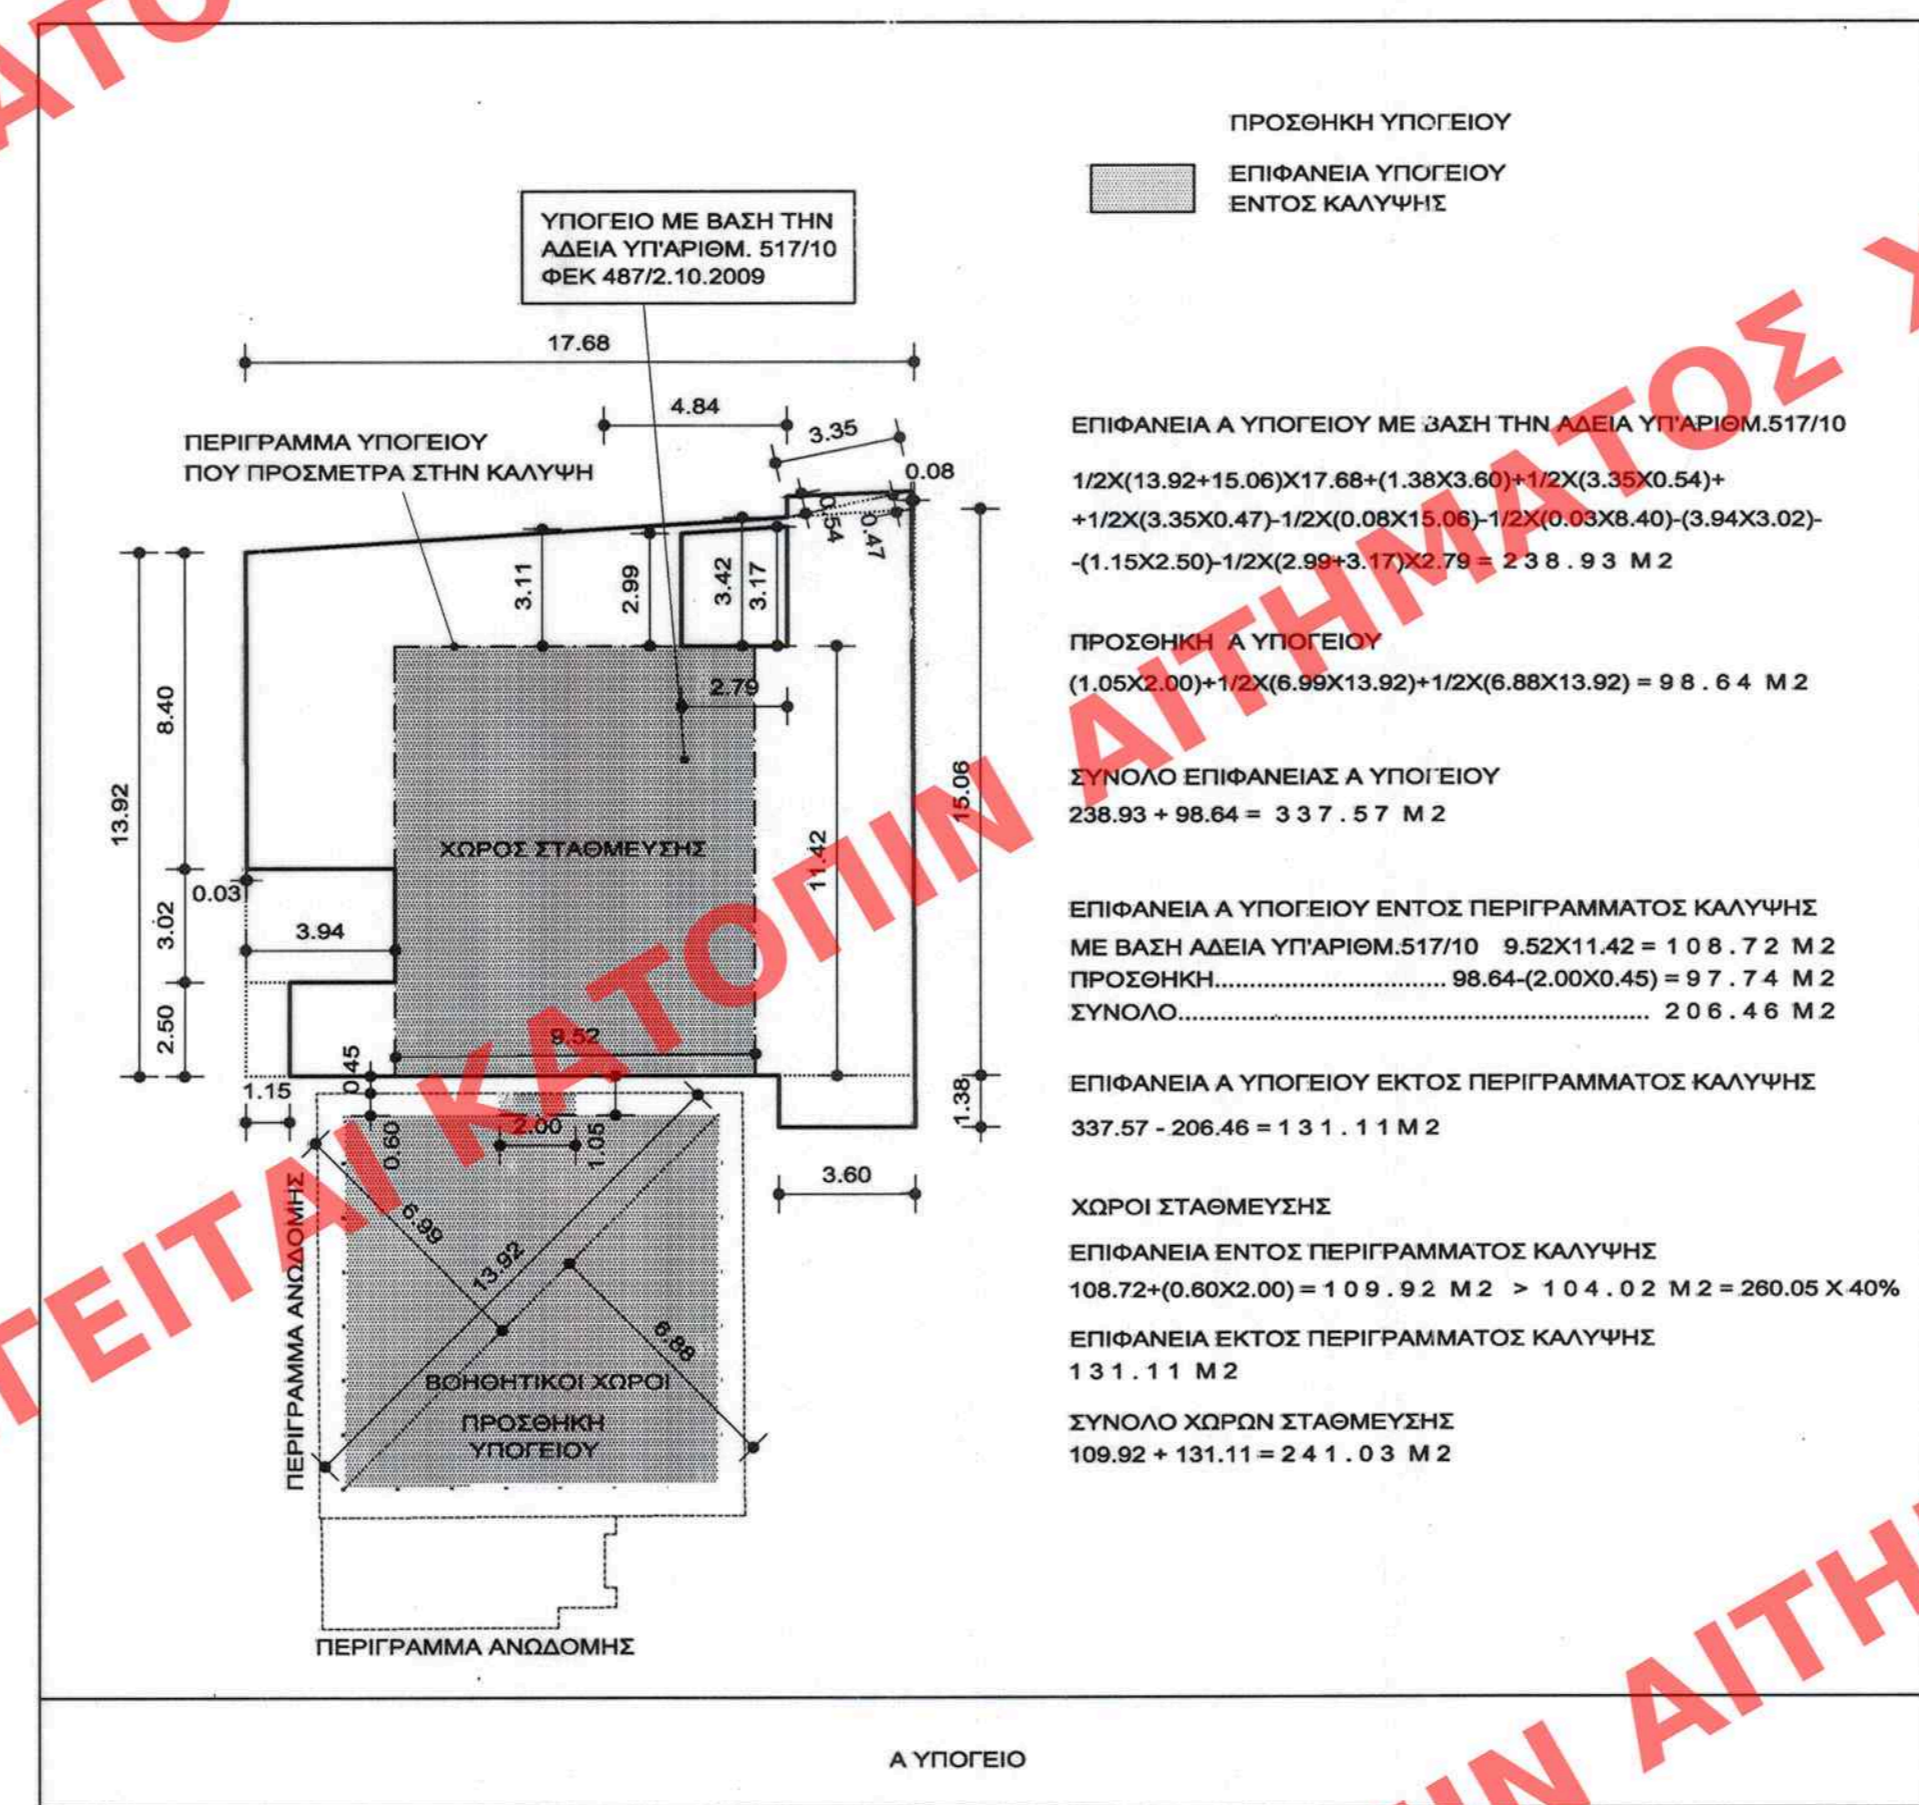 ΠΡΟΣΘΗΚΗ ΥΠΟΓΕΙΟΥ
ΕΠΙΦΑΝΕΙΑ ΥΠΟΓΕΙΟΥ
ΕΝΤΟΣ ΚΑΛΥΨΗΣ
ΥΠΟΓΕΙΟ ΜΕ ΒΑΣΗ ΤΗΝ
ΑΔΕΙΑ ΥΠ'ΑΡΙΘΜ. 517/10
ΦΕΚ 487/2.10.2009
17.68
4.84
3.35
0.08
ΠΕΡΙΓΡΑΜΜΑ ΥΠΟΓΕΙΟΥ
ΠΟΥ ΠΡΟΣΜΕΤΡΑ ΣΤΗΝ ΚΑΛΥΨΗ
0.54
0.47
3.11
2.99
3.42
3.17
2.79
8.40
13.92
15.06
ΧΩΡΟΣ ΣΤΑΘΜΕΥΣΗΣ
11.42
0.03
3.02
3.94
2.50
9.52
0.45
1.15
1.38
0.60
2.00
1.05
3.60
6.99
13.92
6.88
ΠΕΡΙΓΡΑΜΜΑ ΑΝΩΔΟΜΗΣ
ΒΟΗΘΗΤΙΚΟΙ ΧΩΡΟΙ
ΠΡΟΣΘΗΚΗ
ΥΠΟΓΕΙΟΥ
ΠΕΡΙΓΡΑΜΜΑ ΑΝΩΔΟΜΗΣ
ΕΠΙΦΑΝΕΙΑ Α ΥΠΟΓΕΙΟΥ ΜΕ ΒΑΣΗ ΤΗΝ ΑΔΕΙΑ ΥΠ'ΑΡΙΘΜ.517/10
1/2Χ(13.92+15.06)Χ17.68+(1.38Χ3.60)+1/2Χ(3.35Χ0.54)+
+1/2Χ(3.35Χ0.47)-1/2Χ(0.08Χ15.06)-1/2Χ(0.03Χ8.40)-(3.94Χ3.02)-
-(1.15Χ2.50)-1/2Χ(2.99+3.17)Χ2.79 = 238.93 Μ2
ΠΡΟΣΘΗΚΗ Α ΥΠΟΓΕΙΟΥ
(1.05Χ2.00)+1/2Χ(6.99Χ13.92)+1/2Χ(6.88Χ13.92) = 98.64 Μ2
ΣΥΝΟΛΟ ΕΠΙΦΑΝΕΙΑΣ Α ΥΠΟΓΕΙΟΥ
238.93 + 98.64 = 337.57 Μ2
ΕΠΙΦΑΝΕΙΑ Α ΥΠΟΓΕΙΟΥ ΕΝΤΟΣ ΠΕΡΙΓΡΑΜΜΑΤΟΣ ΚΑΛΥΨΗΣ
ΜΕ ΒΑΣΗ ΑΔΕΙΑ ΥΠ'ΑΡΙΘΜ.517/10 9.52Χ11.42 = 108.72 Μ2
ΠΡΟΣΘΗΚΗ................................ 98.64-(2.00Χ0.45) = 97.74 Μ2
ΣΥΝΟΛΟ................................................................ 206.46 Μ2
ΕΠΙΦΑΝΕΙΑ Α ΥΠΟΓΕΙΟΥ ΕΚΤΟΣ ΠΕΡΙΓΡΑΜΜΑΤΟΣ ΚΑΛΥΨΗΣ
337.57 - 206.46 = 131.11 Μ2
ΧΩΡΟΙ ΣΤΑΘΜΕΥΣΗΣ
ΕΠΙΦΑΝΕΙΑ ΕΝΤΟΣ ΠΕΡΙΓΡΑΜΜΑΤΟΣ ΚΑΛΥΨΗΣ
108.72+(0.60Χ2.00) = 109.92 Μ2 > 104.02 Μ2 = 260.05 Χ 40%
ΕΠΙΦΑΝΕΙΑ ΕΚΤΟΣ ΠΕΡΙΓΡΑΜΜΑΤΟΣ ΚΑΛΥΨΗΣ
131.11 Μ2
ΣΥΝΟΛΟ ΧΩΡΩΝ ΣΤΑΘΜΕΥΣΗΣ
109.92 + 131.11 = 241.03 Μ2
Α ΥΠΟΓΕΙΟ
ΚΑΤΟΠΙΝ ΑΙΤΗΜΑΤΟΣ